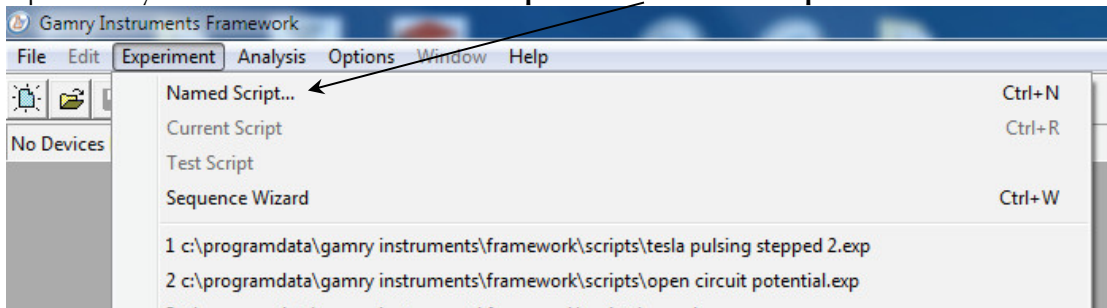 Gamry Instruments Framework
File Edit Experiment Analysis Options Window Help
Named Script... Ctrl+N
No Devices
Current Script Ctrl+R
Test Script
Sequence Wizard Ctrl+W
1 c:\programdata\gamry instruments\framework\scripts\tesla pulsing stepped 2.exp
2 c:\programdata\gamry instruments\framework\scripts\open circuit potential.exp